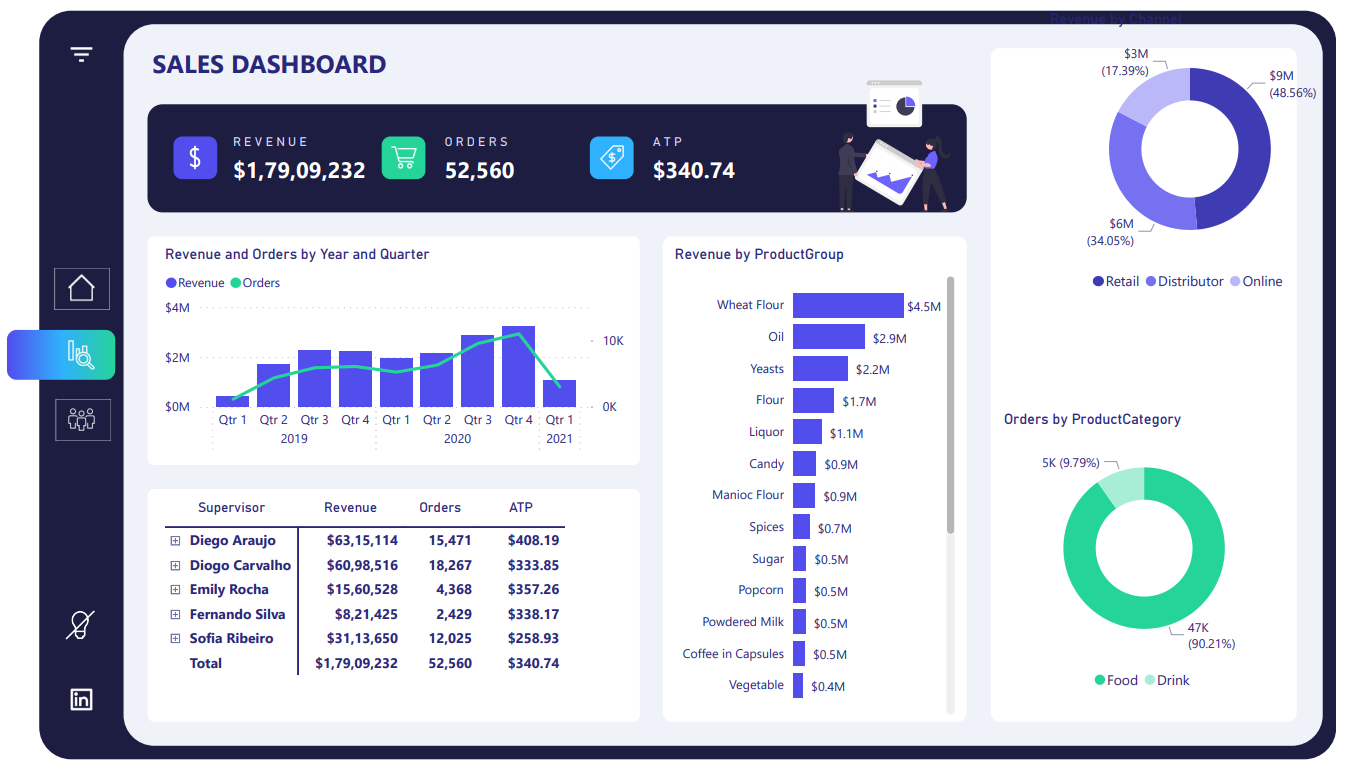 Revenue by Channel
SALES DASHBOARD
$3M
(17.39%)
$9M
(48.56%)
$6M
(34.05%)
Retail Distributor Online
REVENUE
$1,79,09,232
ORDERS
52,560
ATP
$340.74
Revenue and Orders by Year and Quarter
Revenue Orders
$4M
$2M
$0M
10K
0K
Qtr 1 Qtr 2 Qtr 3 Qtr 4 Qtr 1 Qtr 2 Qtr 3 Qtr 4 Qtr 1
2019 2020 2021
Supervisor Revenue Orders ATP
Diego Araujo $63,15,114 15,471 $408.19
Diogo Carvalho $60,98,516 18,267 $333.85
Emily Rocha $15,60,528 4,368 $357.26
Fernando Silva $8,21,425 2,429 $338.17
Sofia Ribeiro $31,13,650 12,025 $258.93
Total $1,79,09,232 52,560 $340.74
Revenue by ProductGroup
Wheat Flour $4.5M
Oil $2.9M
Yeasts $2.2M
Flour $1.7M
Liquor $1.1M
Candy $0.9M
Manioc Flour $0.9M
Spices $0.7M
Sugar $0.5M
Popcorn $0.5M
Powdered Milk $0.5M
Coffee in Capsules $0.5M
Vegetable $0.4M
Orders by ProductCategory
5K (9.79%)
47K
(90.21%)
Food Drink
in